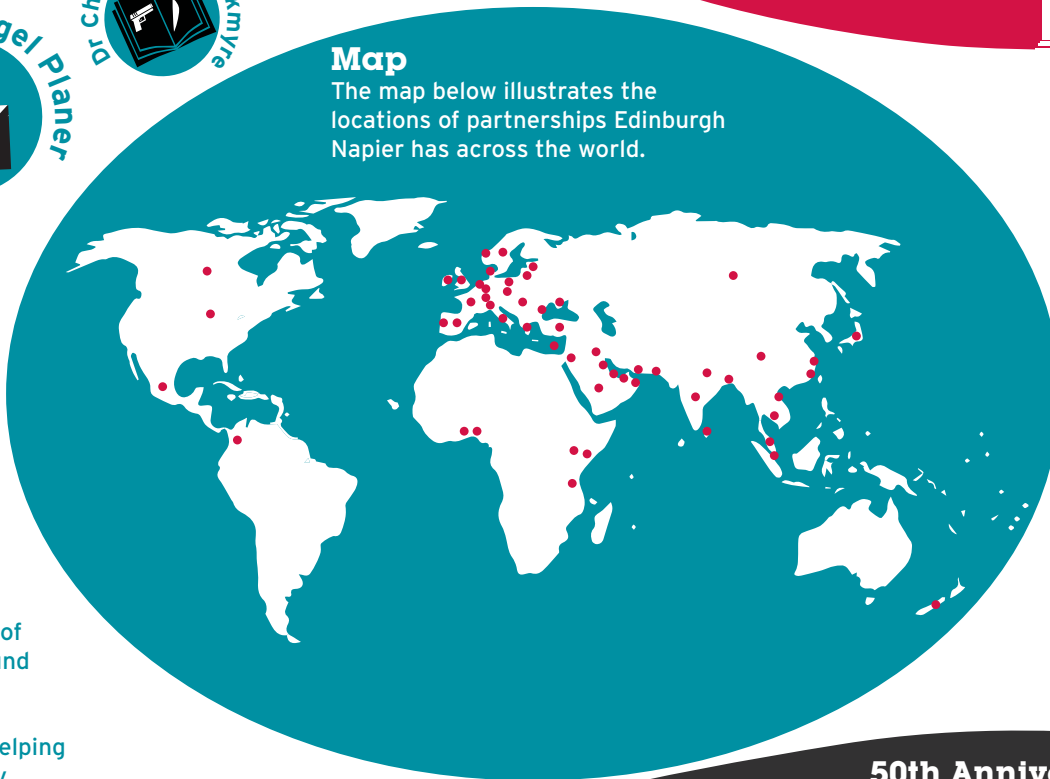 Dr Ch
kmyre
gel Planer
Map
The map below illustrates the
locations of partnerships Edinburgh
Napier has across the world.
of
und
elping
50th Anniv